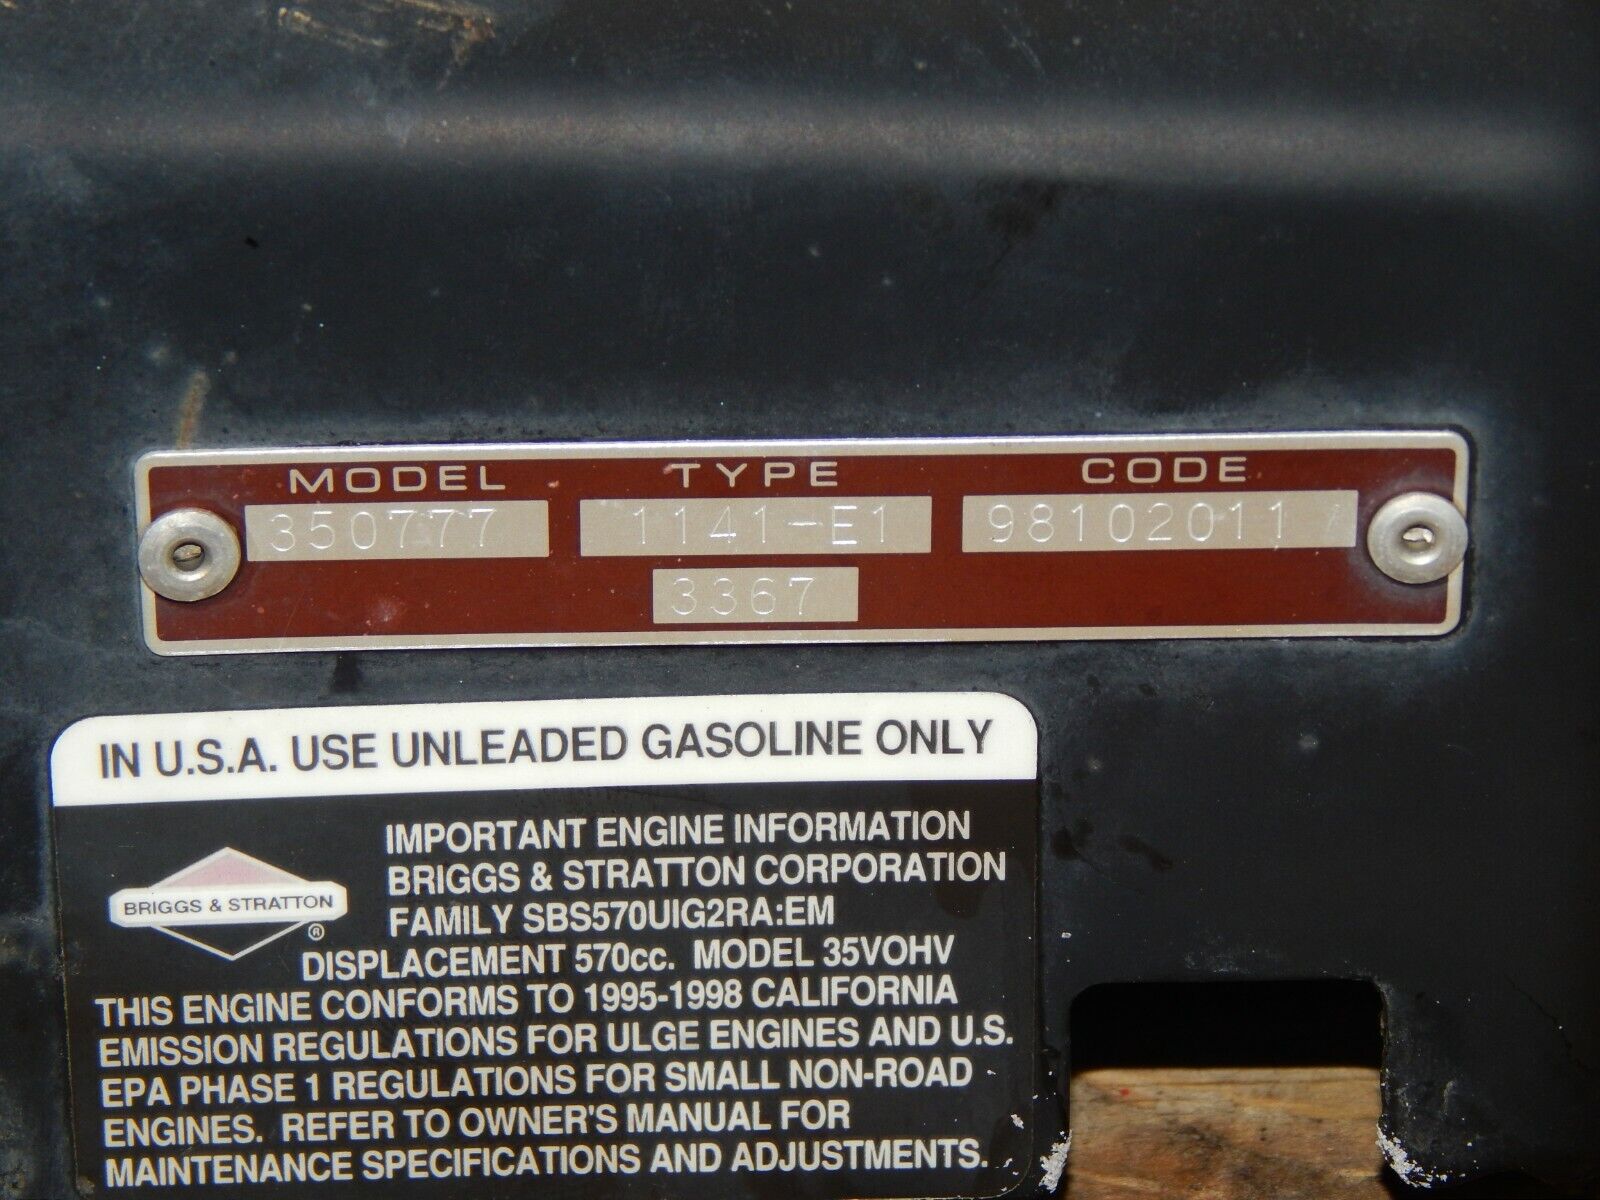 MODEL TYPE CODE
350777 1141-E1 98102011
3367
IN U.S.A. USE UNLEADED GASOLINE ONLY
BRIGGS & STRATTON
®
IMPORTANT ENGINE INFORMATION
BRIGGS & STRATTON CORPORATION
FAMILY SBS570UIG2RA:EM
DISPLACEMENT 570cc. MODEL 35VOHV
THIS ENGINE CONFORMS TO 1995-1998 CALIFORNIA
EMISSION REGULATIONS FOR ULGE ENGINES AND U.S.
EPA PHASE 1 REGULATIONS FOR SMALL NON-ROAD
ENGINES. REFER TO OWNER'S MANUAL FOR
MAINTENANCE SPECIFICATIONS AND ADJUSTMENTS.